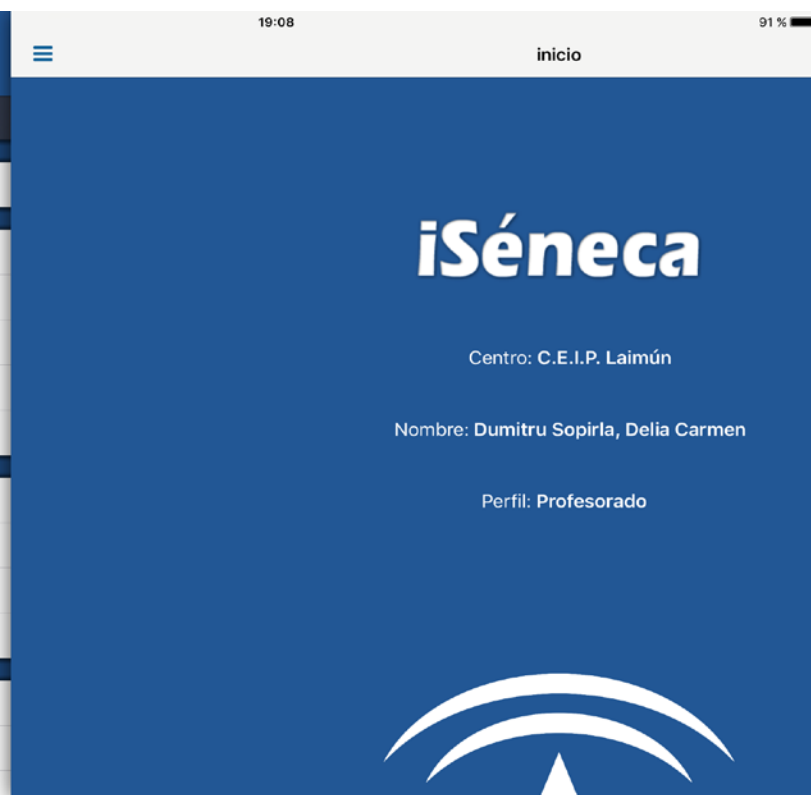 19:08
91 %
inicio
iSéneca
Centro: C.E.I.P. Laimún
Nombre: Dumitru Sopirla, Delia Carmen
Perfil: Profesorado